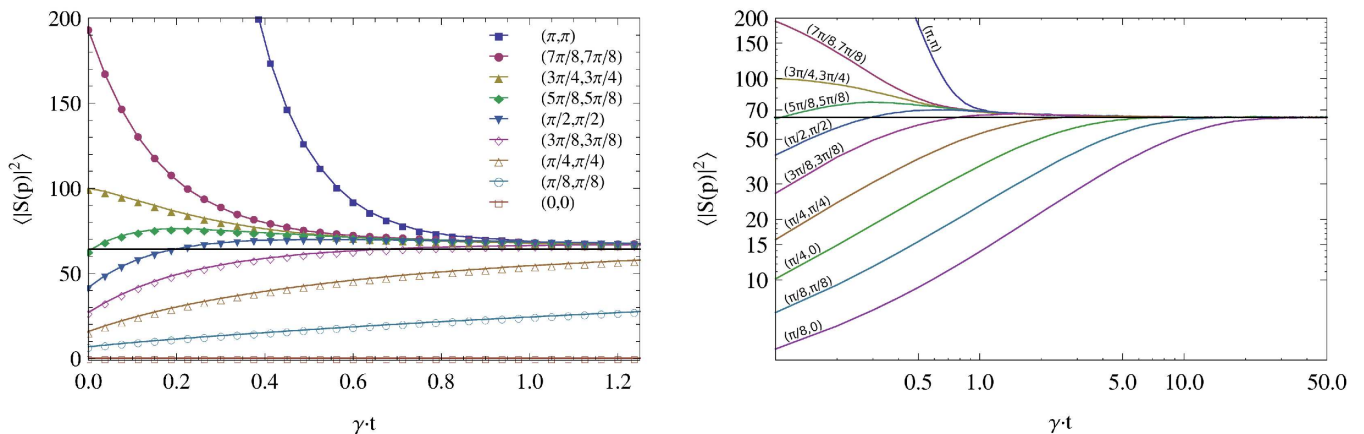 200
150
100
50
0
0.0 0.2 0.4 0.6 0.8 1.0 1.2
γ·t
⟨|S(p)|²⟩
(π,π)
(7π/8,7π/8)
(3π/4,3π/4)
(5π/8,5π/8)
(π/2,π/2)
(3π/8,3π/8)
(π/4,π/4)
(π/8,π/8)
(0,0)
200
150
100
70
50
30
20
15
10
0.5 1.0 5.0 10.0 50.0
γ·t
⟨|S(p)|²⟩
(7π/8,7π/8)
(π,π)
(3π/4,3π/4)
(5π/8,5π/8)
(π/2,π/2)
(3π/8,3π/8)
(π/4,π/4)
(π/4,0)
(π/8,π/8)
(π/8,0)